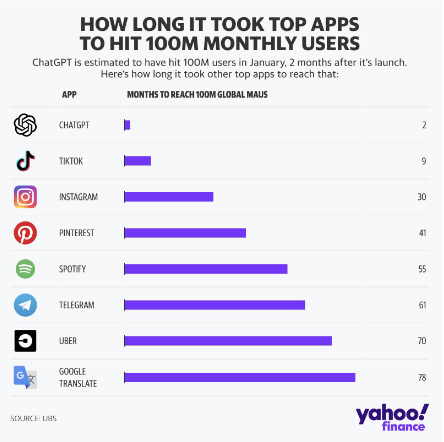 HOW LONG IT TOOK TOP APPS
TO HIT 100M MONTHLY USERS
ChatGPT is estimated to have hit 100M users in January, 2 months after it's launch.
Here's how long it took other top apps to reach that:
APP MONTHS TO REACH 100M GLOBAL MAUS
CHATGPT 2
TIKTOK 9
INSTAGRAM 30
PINTEREST 41
SPOTIFY 55
TELEGRAM 61
UBER 70
GOOGLE
TRANSLATE 78
SOURCE: UBS
yahoo!
finance